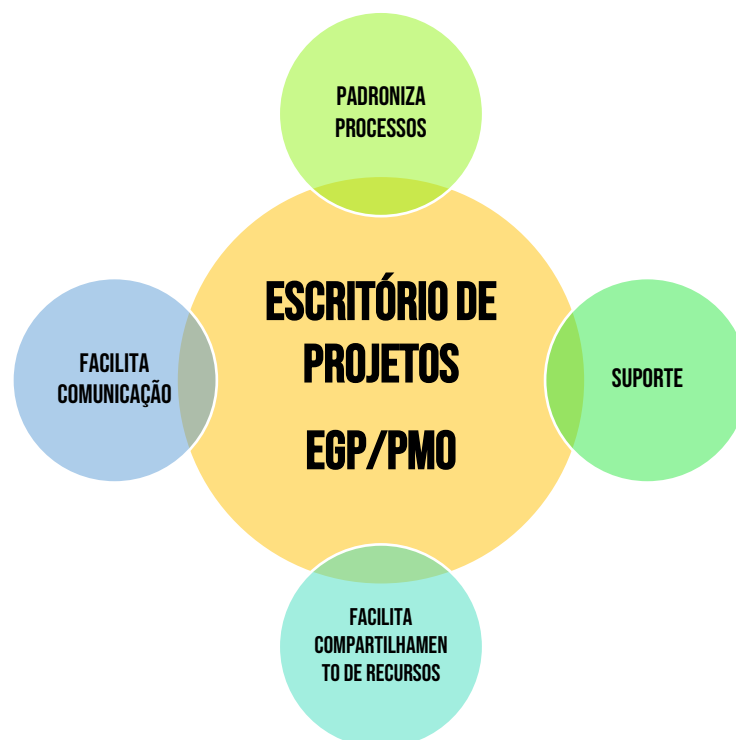 PADRONIZA
PROCESSOS
ESCRITÓRIO DE
PROJETOS
EGP/PMO
FACILITA
COMUNICAÇÃO
SUPORTE
FACILITA
COMPARTILHAMEN
TO DE RECURSOS